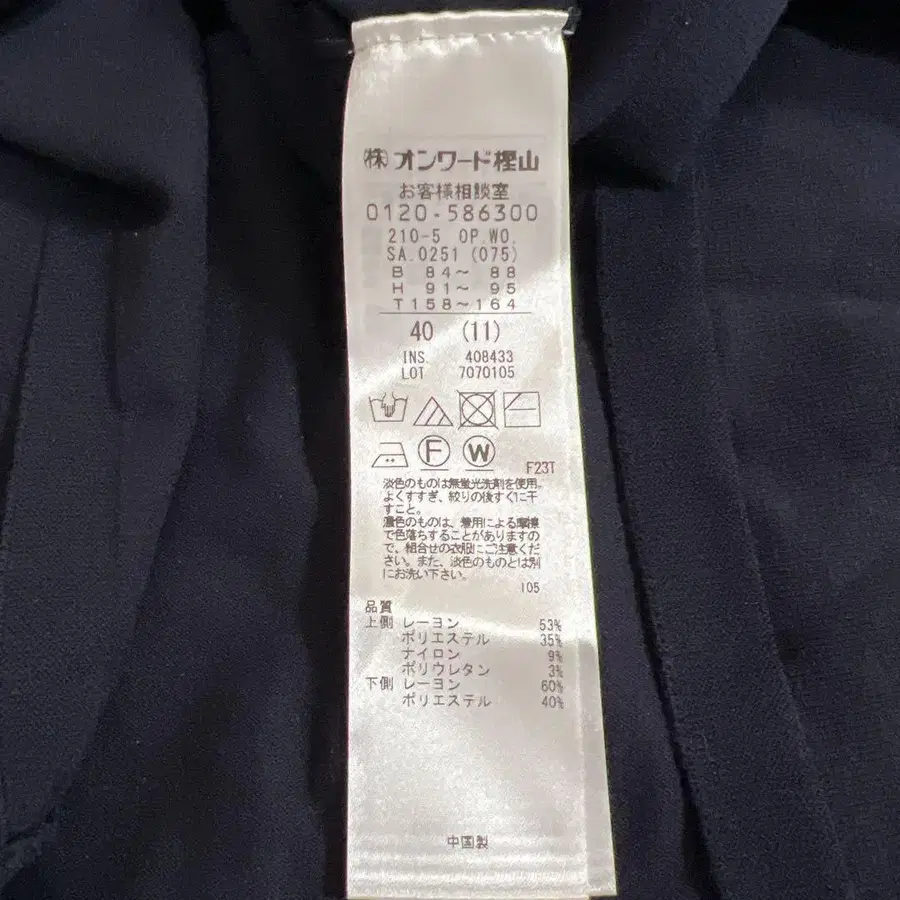 ㈱オンワード樫山
お客様相談室
0120-586300
210-5 OP.WO.
SA.0251 (075)
B 84～ 88
H 91～ 95
T158～164
40 (11)
INS. 408433
LOT 7070105
F W
F23T
淡色のものは無蛍光洗剤を使用。
よくすすぎ、絞りの後すぐに干
すこと。
濃色のものは、着用による摩擦
で色落ちすることがありますの
で、組合せの衣服にご注意くだ
さい。また、淡色のものとは別
にお洗い下さい。
105
品質
上側 レーヨン 53%
ポリエステル 35%
ナイロン 9%
ポリウレタン 3%
下側 レーヨン 60%
ポリエステル 40%
中国製